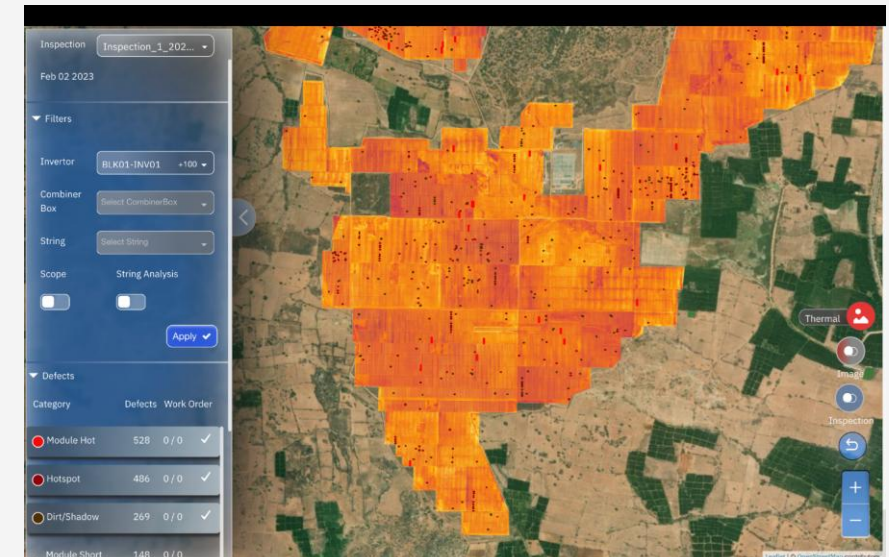 Inspection Inspection_1_202...
Feb 02 2023
Filters
Invertor BLK01-INV01 +100
Combiner Box Select CombinerBox
String Select String
Scope String Analysis
Apply
Defects
Category Defects Work Order
Module Hot 528 0 / 0
Hotspot 486 0 / 0
Dirt/Shadow 269 0 / 0
Module Short 148 0 / 0
Thermal
Image
Inspection
+
−